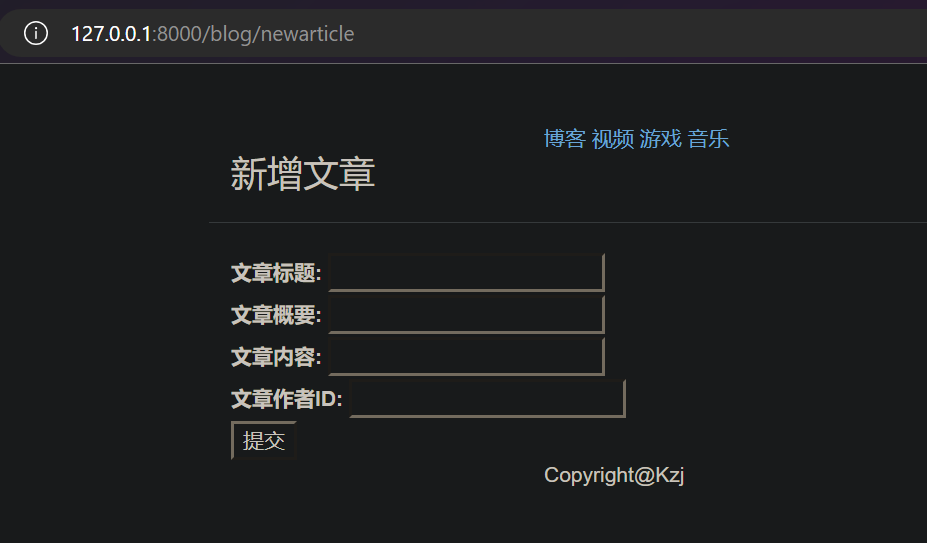 127.0.0.1:8000/blog/newarticle
博客 视频 游戏 音乐
新增文章
文章标题:
文章概要:
文章内容:
文章作者ID:
提交
Copyright@Kzj